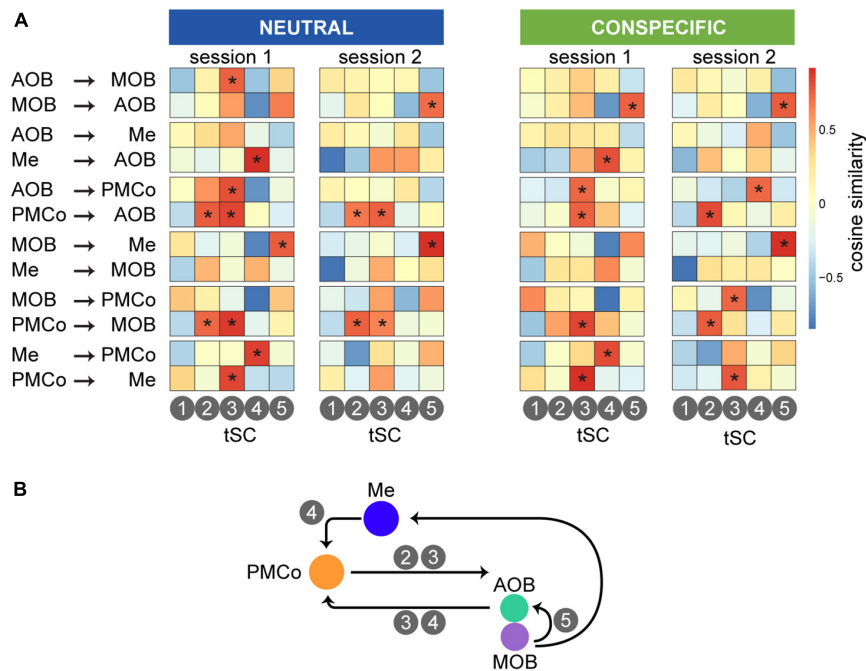 A
NEUTRAL
CONSPECIFIC
session 1
session 2
session 1
session 2
AOB → MOB
MOB → AOB
AOB → Me
Me → AOB
AOB → PMCo
PMCo → AOB
MOB → Me
Me → MOB
MOB → PMCo
PMCo → MOB
Me → PMCo
PMCo → Me
* * * * * * * * * * * * * * * * * * * * * * * * * * * * * *
0.5
0
−0.5
cosine similarity
1 2 3 4 5
1 2 3 4 5
1 2 3 4 5
1 2 3 4 5
tSC
tSC
tSC
tSC
B
Me
4
PMCo
2 3
AOB
3 4
5
MOB